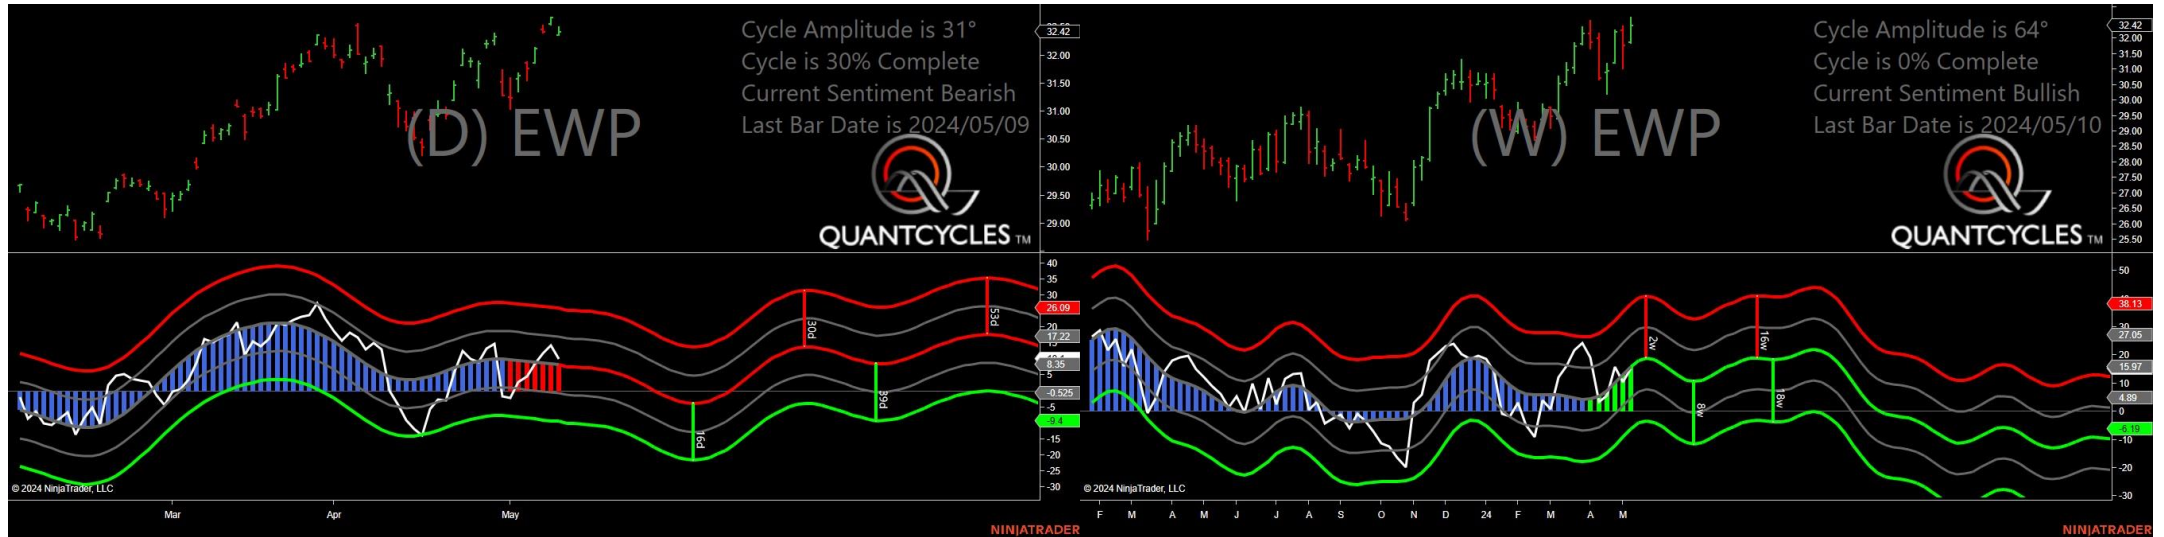 Cycle Amplitude is 31°
Cycle is 30% Complete
Current Sentiment Bearish
Last Bar Date is 2024/05/09
(D) EWP
QUANTCYCLES TM
32.42
32.00
31.50
31.00
30.50
30.00
29.50
29.00
40
35
30
26.09
20
17.22
15
8.35
5
-0.525
-5
-9.4
-15
-20
-25
-30
16d
30d
39d
53d
© 2024 NinjaTrader, LLC
Mar Apr May
NINJATRADER
Cycle Amplitude is 64°
Cycle is 0% Complete
Current Sentiment Bullish
Last Bar Date is 2024/05/10
(W) EWP
QUANTCYCLES TM
32.42
32.00
31.50
31.00
30.50
30.00
29.50
29.00
28.50
28.00
27.50
27.00
26.50
26.00
25.50
50
38.13
30
27.05
20
15.97
10
4.89
0
-6.19
-10
-20
-30
2w
8w
16w
18w
© 2024 NinjaTrader, LLC
F M A M J J A S O N D 24 F M A M
NINJATRADER